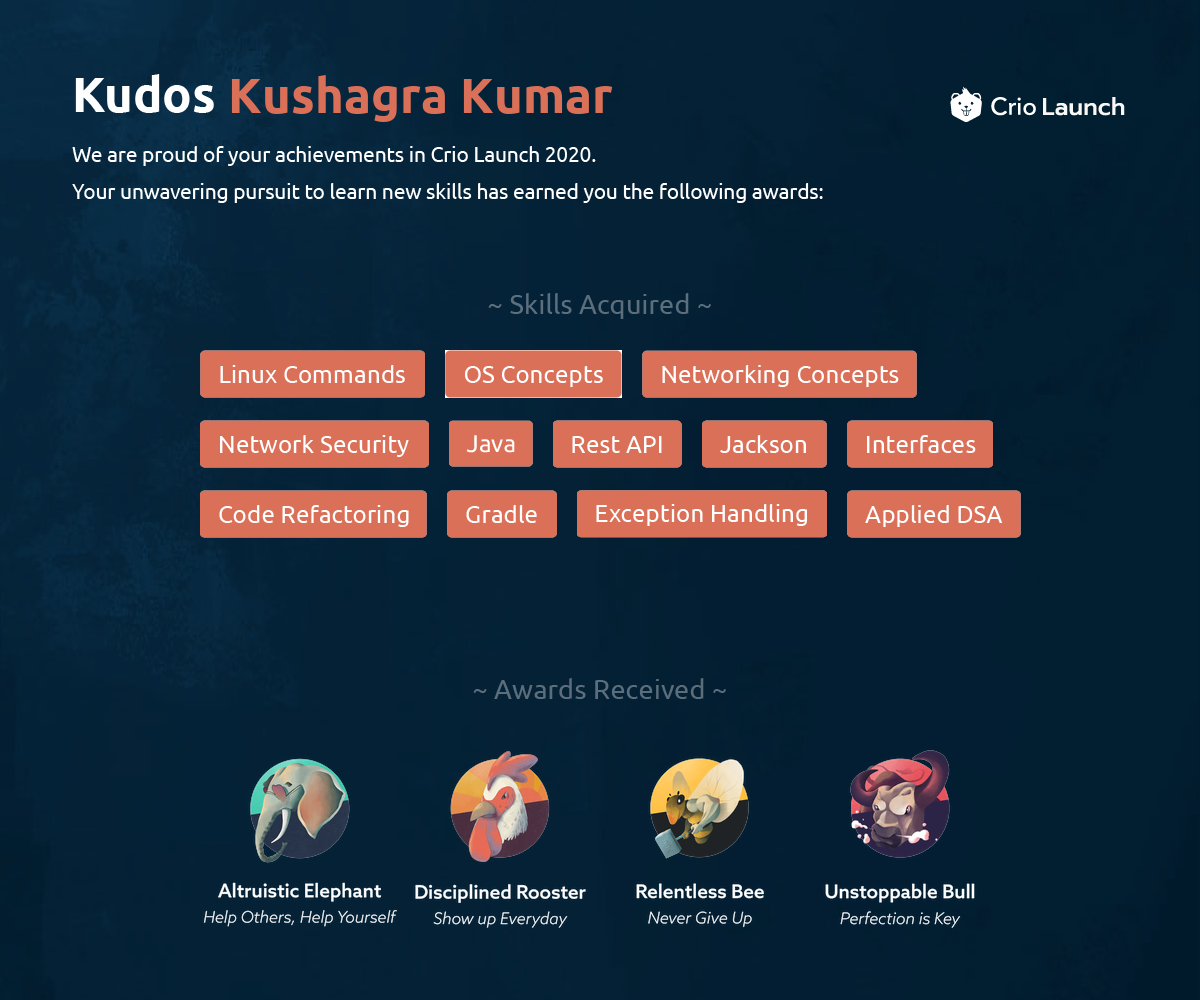 Kudos Kushagra Kumar
Crio Launch
We are proud of your achievements in Crio Launch 2020.
Your unwavering pursuit to learn new skills has earned you the following awards:
~ Skills Acquired ~
Linux Commands OS Concepts Networking Concepts
Network Security Java Rest API Jackson Interfaces
Code Refactoring Gradle Exception Handling Applied DSA
~ Awards Received ~
Altruistic Elephant Disciplined Rooster Relentless Bee Unstoppable Bull
Help Others, Help Yourself Show up Everyday Never Give Up Perfection is Key